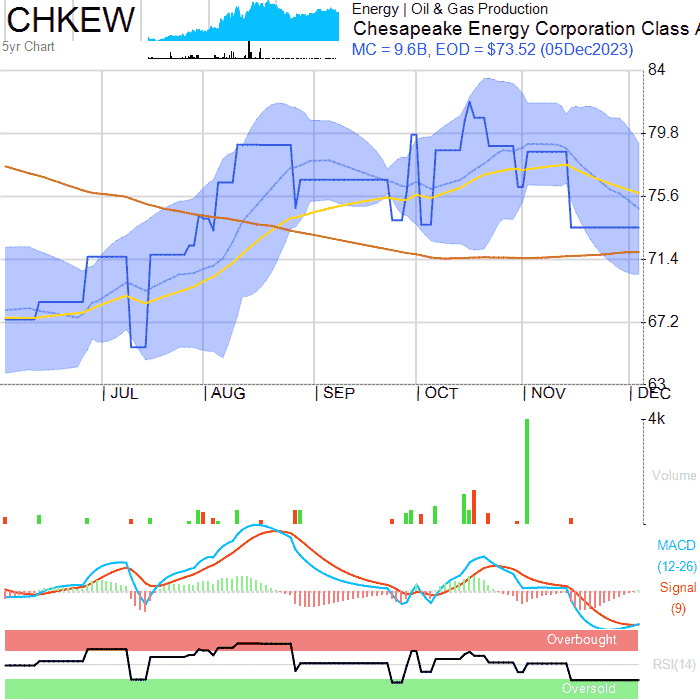 CHKEW
5yr Chart
Energy | Oil & Gas Production
Chesapeake Energy Corporation Class A
MC = 9.6B, EOD = $73.52 (05Dec2023)
84
79.8
75.6
71.4
67.2
63
| JUL | AUG | SEP | OCT | NOV | DEC
4k
Volume
MACD
(12-26)
Signal
(9)
Overbought
RSI(14)
Oversold